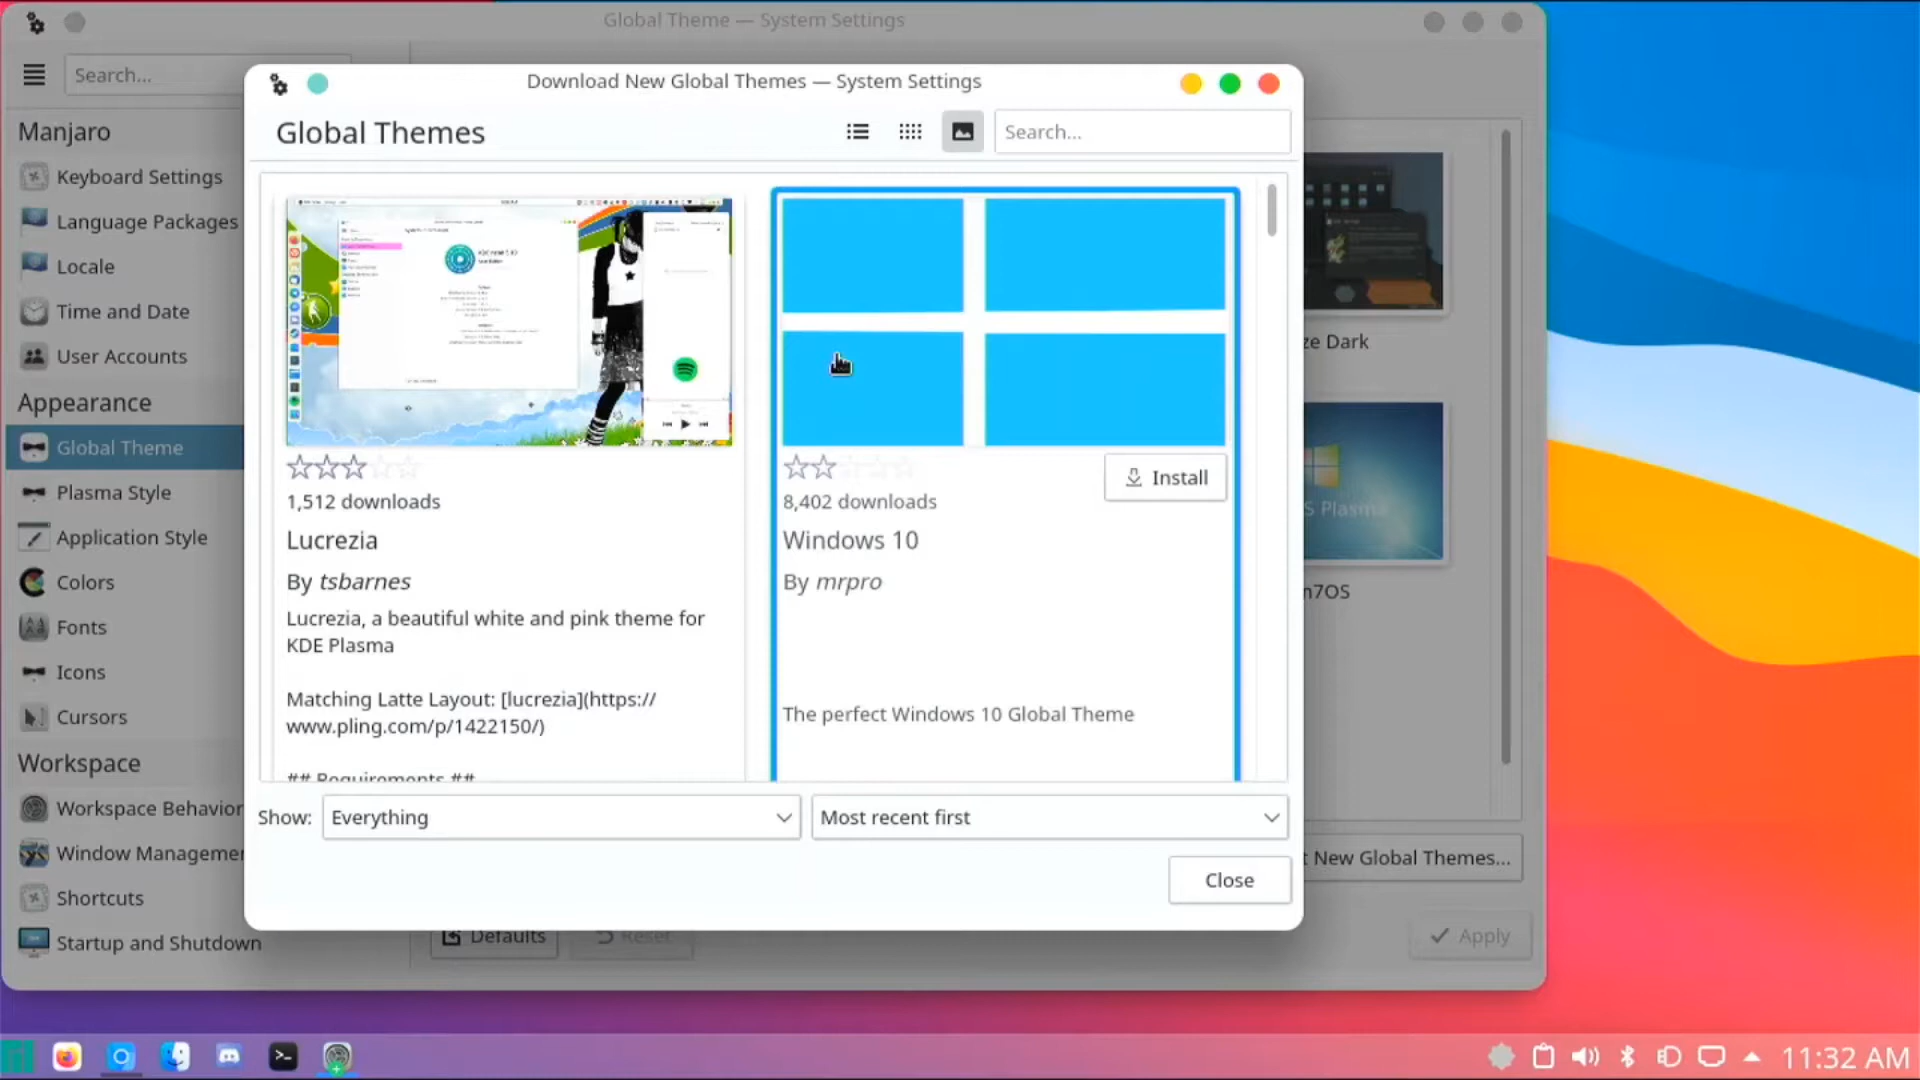 Global Theme — System Settings
Search...
Manjaro
Keyboard Settings
Language Packages
Locale
Time and Date
User Accounts
Appearance
Global Theme
Plasma Style
Application Style
Colors
Fonts
Icons
Cursors
Workspace
Workspace Behavior
Window Managemer
Shortcuts
Startup and Shutdown
Download New Global Themes — System Settings
Global Themes
Search...
1,512 downloads
Lucrezia
By tsbarnes
Lucrezia, a beautiful white and pink theme for
KDE Plasma
Matching Latte Layout: [lucrezia](https://
www.pling.com/p/1422150/)
## Requirements ##
Install
8,402 downloads
Windows 10
By mrpro
The perfect Windows 10 Global Theme
Show:
Everything
Most recent first
Close
ze Dark
S Plasma
n7OS
t New Global Themes...
Defaults
Reset
Apply
11:32 AM